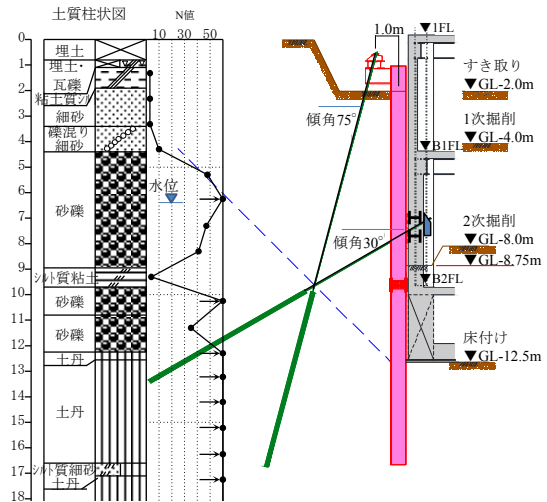 土質柱状図
N値
10 30 50
0
1
2
3
4
5
6
7
8
9
10
11
12
13
14
15
16
17
18
埋土
埋土・
瓦礫
粘土質シルト
細砂
礫混り
細砂
砂礫
シルト質粘土
砂礫
砂礫
土丹
土丹
シルト質細砂
土丹
水位
1.0m
傾角75°
傾角30°
▼1FL
すき取り
▼GL-2.0m
1次掘削
▼GL-4.0m
▼B1FL
2次掘削
▼GL-8.0m
▼GL-8.75m
▼B2FL
床付け
▼GL-12.5m